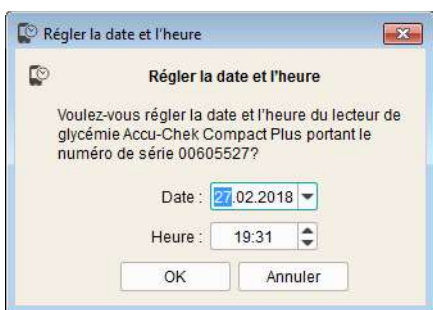 Régler la date et l'heure
Régler la date et l'heure
Voulez-vous régler la date et l'heure du lecteur de
glycémie Accu-Chek Compact Plus portant le
numéro de série 00605527?
Date : 27.02.2018
Heure : 19:31
OK Annuler